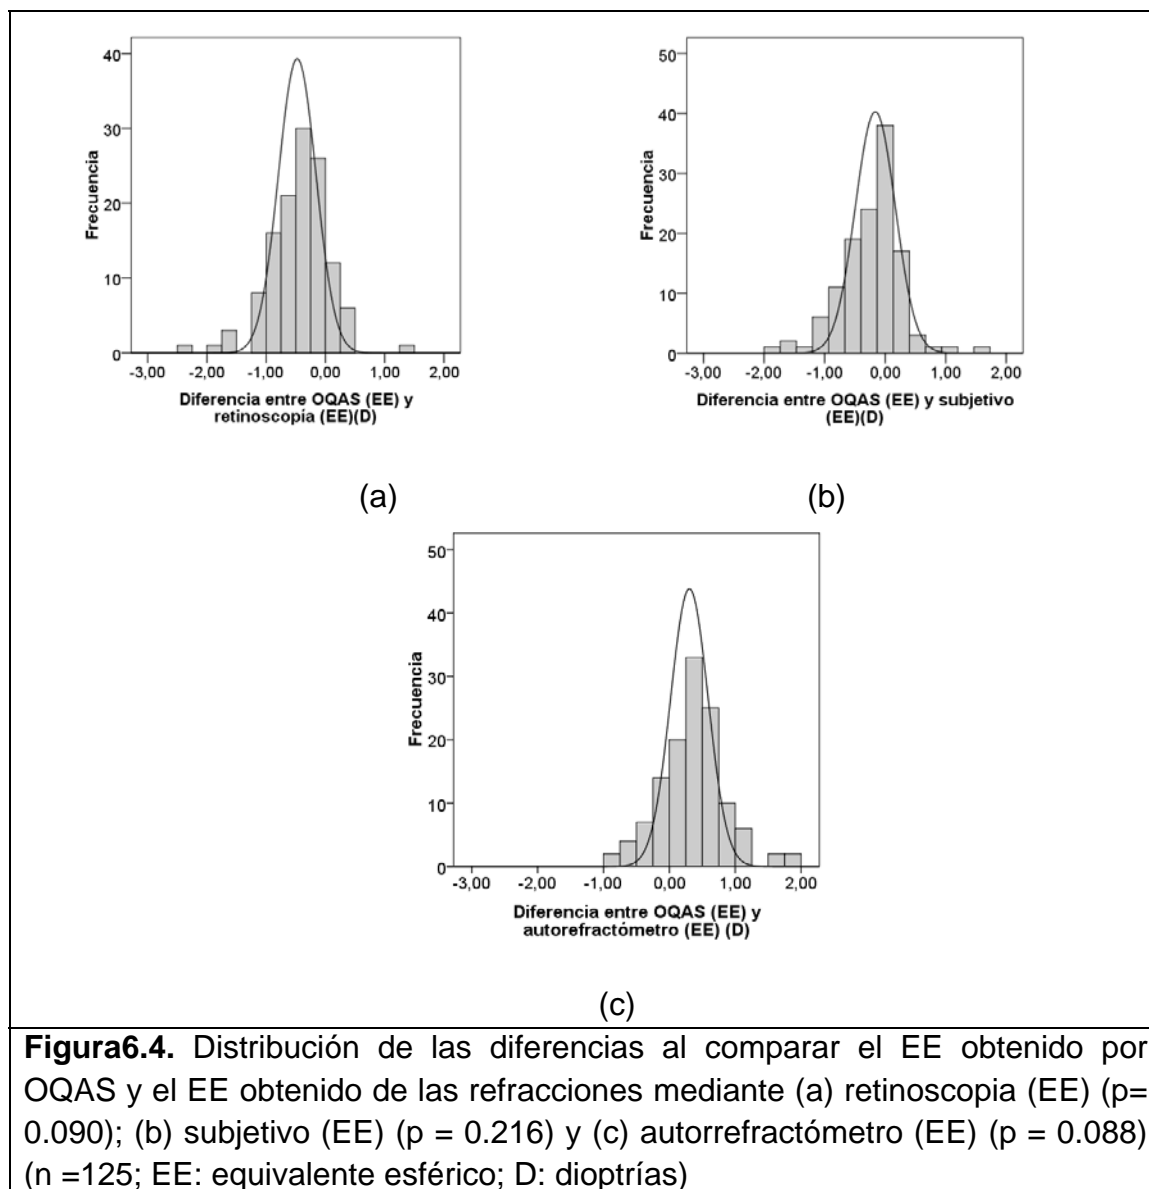 40
30
20
10
0
Frecuencia
-3,00 -2,00 -1,00 0,00 1,00 2,00
Diferencia entre OQAS (EE) y
retinoscopia (EE)(D)
(a)
50
40
30
20
10
0
Frecuencia
-3,00 -2,00 -1,00 0,00 1,00 2,00
Diferencia entre OQAS (EE) y subjetivo
(EE)(D)
(b)
50
40
30
20
10
0
Frecuencia
-3,00 -2,00 -1,00 0,00 1,00 2,00
Diferencia entre OQAS (EE) y
autorefractómetro (EE) (D)
(c)
Figura6.4. Distribución de las diferencias al comparar el EE obtenido por
OQAS y el EE obtenido de las refracciones mediante (a) retinoscopia (EE) (p=
0.090); (b) subjetivo (EE) (p = 0.216) y (c) autorrefractómetro (EE) (p = 0.088)
(n =125; EE: equivalente esférico; D: dioptrías)